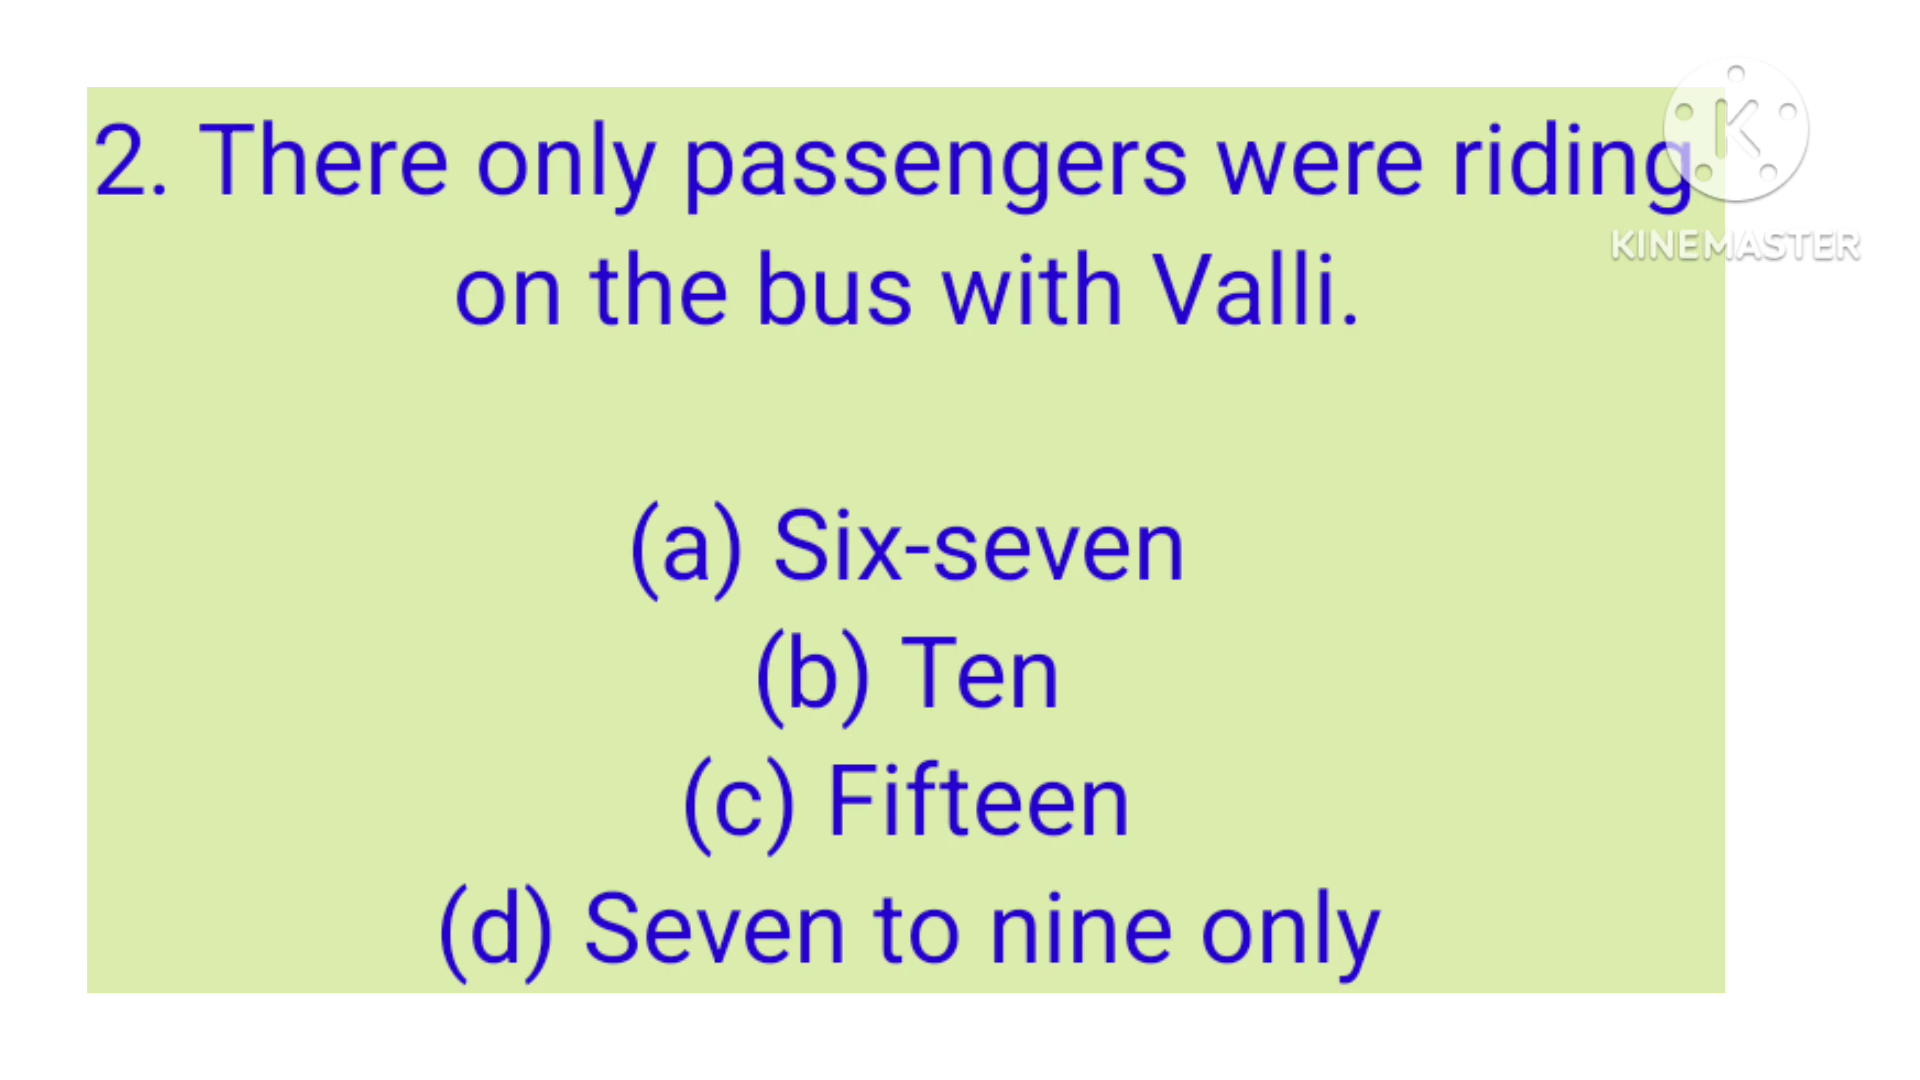 2. There only passengers were riding
on the bus with Valli.
(a) Six-seven
(b) Ten
(c) Fifteen
(d) Seven to nine only
K
KINEMASTER